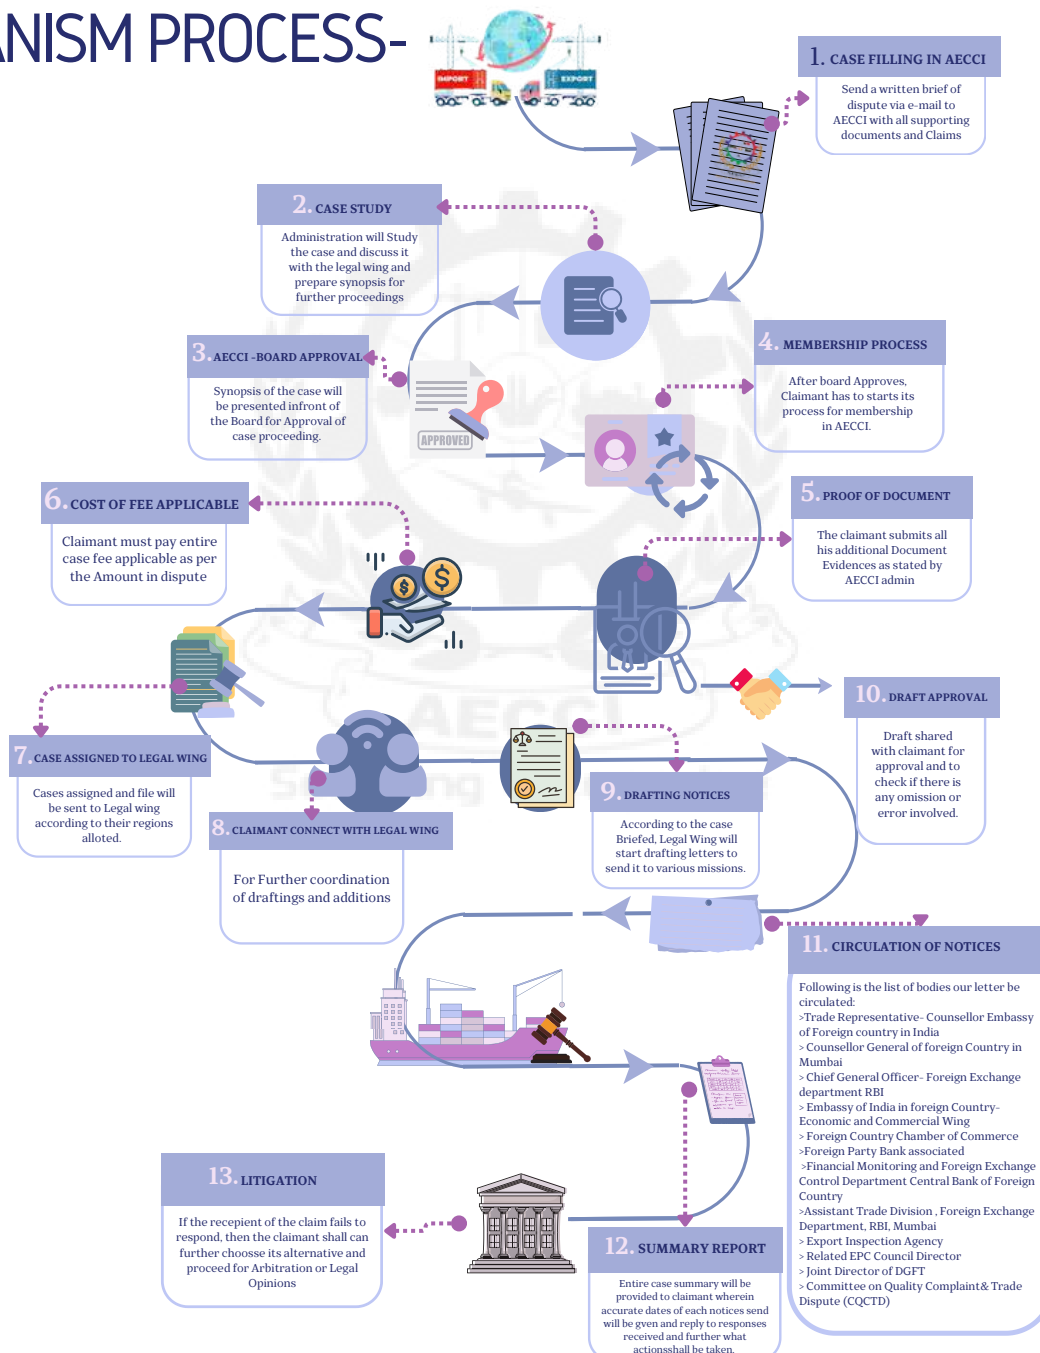 ANISM PROCESS-
IMPORT
EXPORT
1. CASE FILLING IN AECCI
Send a written brief of
dispute via e-mail to
AECCI with all supporting
documents and Claims
2. CASE STUDY
Administration will Study
the case and discuss it
with the legal wing and
prepare synopsis for
further proceedings
3. AECCI -BOARD APPROVAL
Synopsis of the case will
be presented infront of
the Board for Approval of
case proceeding.
APPROVED
4. MEMBERSHIP PROCESS
After board Approves,
Claimant has to starts its
process for membership
in AECCI.
5. PROOF OF DOCUMENT
The claimant submits all
his additional Document
Evidences as stated by
AECCI admin
6. COST OF FEE APPLICABLE
Claimant must pay entire
case fee applicable as per
the Amount in dispute
7. CASE ASSIGNED TO LEGAL WING
Cases assigned and file will
be sent to Legal wing
according to their regions
alloted.
8. CLAIMANT CONNECT WITH LEGAL WING
For Further coordination
of draftings and additions
9. DRAFTING NOTICES
According to the case
Briefed, Legal Wing will
start drafting letters to
send it to various missions.
10. DRAFT APPROVAL
Draft shared
with claimant for
approval and to
check if there is
any omission or
error involved.
11. CIRCULATION OF NOTICES
Following is the list of bodies our letter be
circulated:
>Trade Representative- Counsellor Embassy
of Foreign country in India
> Counsellor General of foreign Country in
Mumbai
> Chief General Officer- Foreign Exchange
department RBI
> Embassy of India in foreign Country-
Economic and Commercial Wing
> Foreign Country Chamber of Commerce
>Foreign Party Bank associated
>Financial Monitoring and Foreign Exchange
Control Department Central Bank of Foreign
Country
>Assistant Trade Division , Foreign Exchange
Department, RBI, Mumbai
> Export Inspection Agency
> Related EPC Council Director
> Joint Director of DGFT
> Committee on Quality Complaint& Trade
Dispute (CQCTD)
12. SUMMARY REPORT
Entire case summary will be
provided to claimant wherein
accurate dates of each notices send
will be gven and reply to responses
received and further what
actionsshall be taken.
13. LITIGATION
If the recepient of the claim fails to
respond, then the claimant shall can
further choosse its alternative and
proceed for Arbitration or Legal
Opinions
AECCI